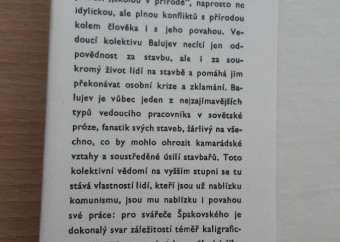 „školou v přírodě", naprosto ne
idylickou, ale plnou konfliktů s přírodou
kolem člověka i s jeho povahou. Ve-
doucí kolektivu Balujev necítí jen od-
povědnost za stavbu, ale i za sou-
kromý život lidí na stavbě a pomáhá jim
překonávat osobní krize a zklamání. Ba-
lujev je vůbec jeden z nejzajímavějších
typů vedoucího pracovníka v sovětské
próze, fanatik svých staveb, žárlivý na vše-
chno, co by mohlo ohrozit kamarádské
vztahy a soustředěné úsilí stavbařů. Toto
kolektivní vědomí na vyšším stupni se tu
stává vlastností lidí, kteří jsou už nablízku
komunismu, jsou mu nablízku i povahou
své práce: pro svářeče Špakovského je
dokonalý svar záležitostí téměř kaligrafic-